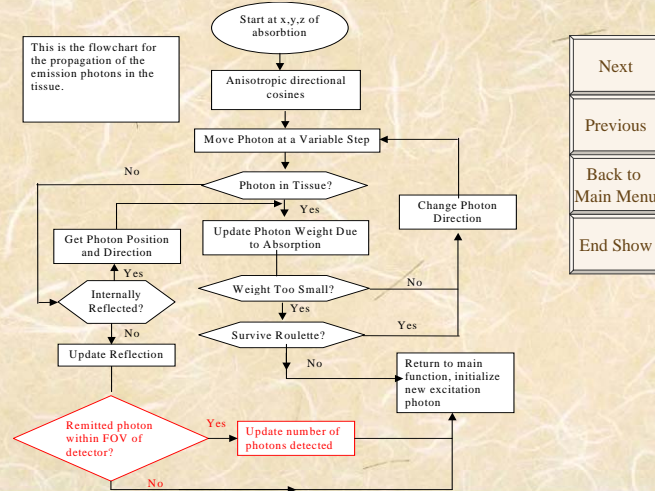 Start at x,y,z of
absorbtion
This is the flowchart for
the propagation of the
emission photons in the
tissue.
Anisotropic directional
cosines
Move Photon at a Variable Step
No
Photon in Tissue?
Yes
Change Photon
Direction
Get Photon Position
and Direction
Update Photon Weight Due
to Absorption
Yes
Internally
Reflected?
Weight Too Small?
No
Yes
No
Survive Roulette?
Yes
Update Reflection
No
Return to main
function, initialize
new excitation
photon
Remitted photon
within FOV of
detector?
Yes
Update number of
photons detected
No
Next
Previous
Back to
Main Menu
End Show